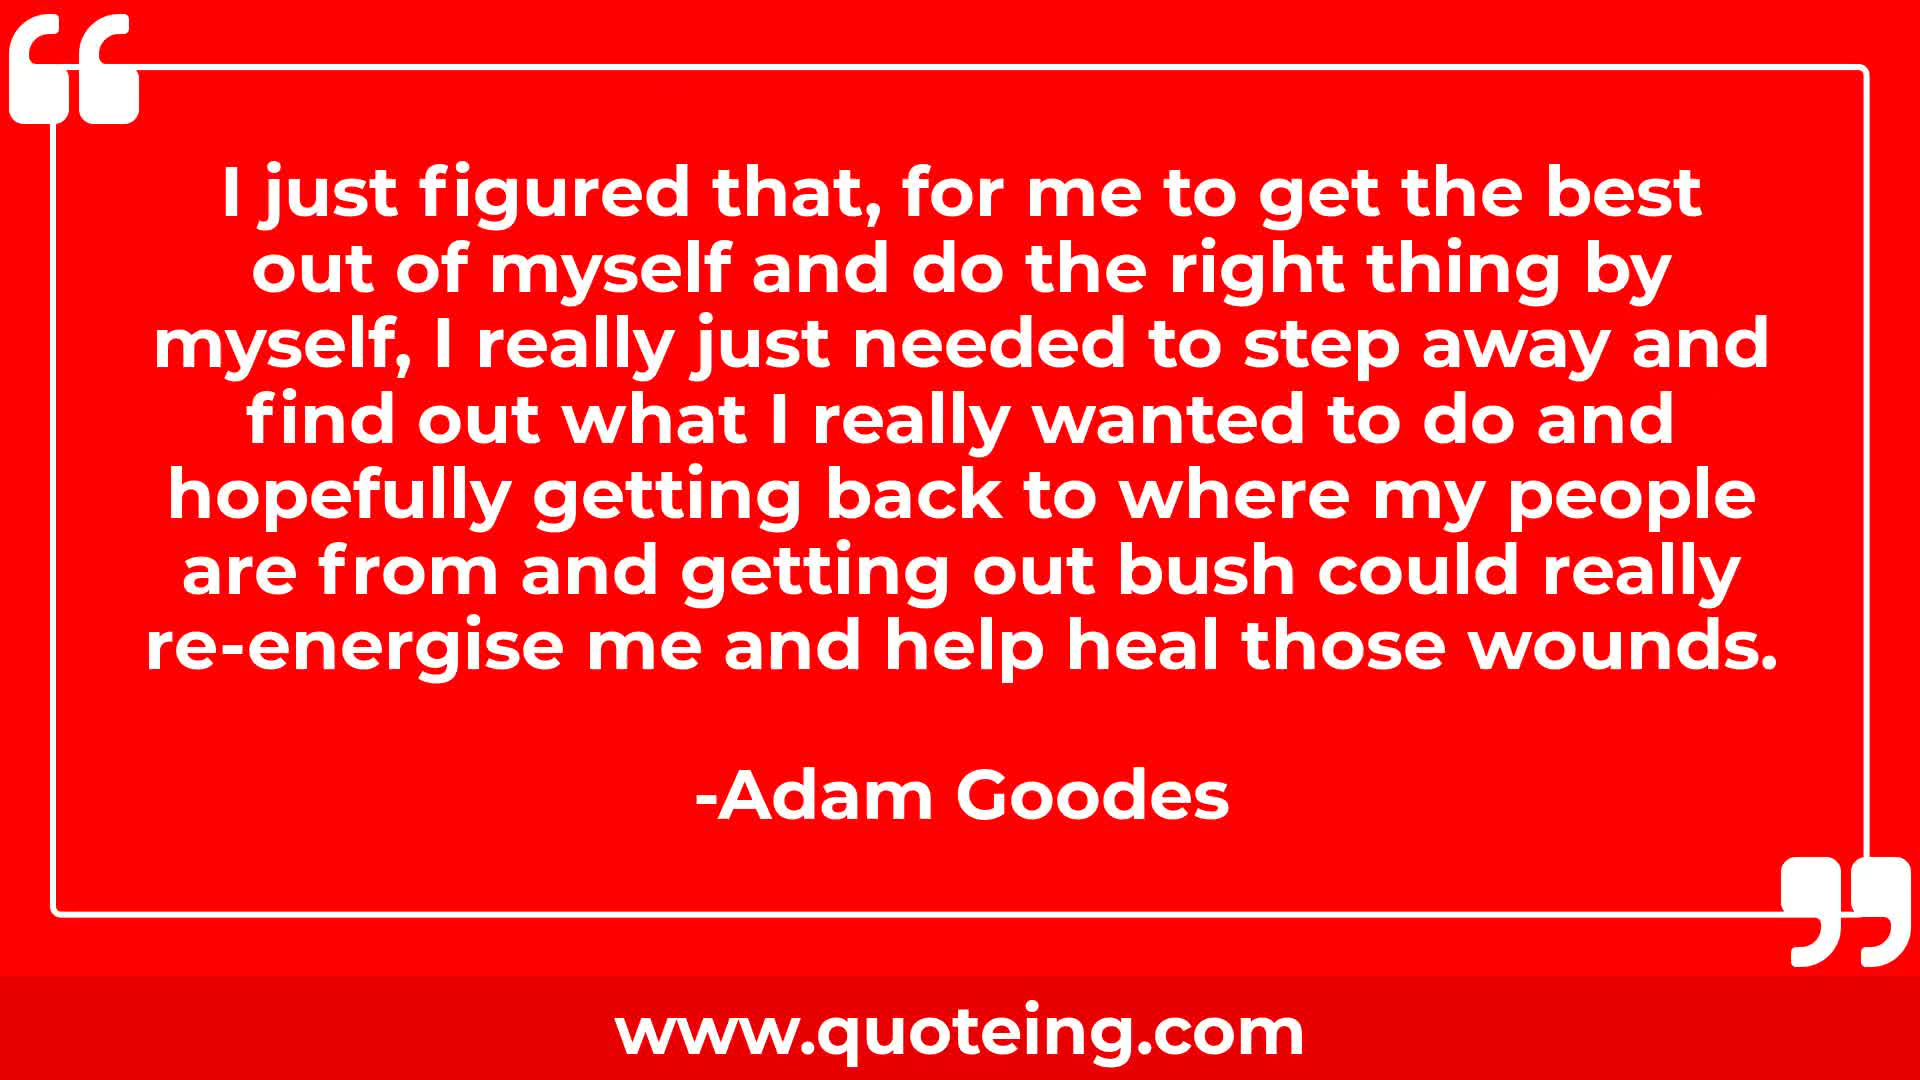 I just figured that, for me to get the best
out of myself and do the right thing by
myself, I really just needed to step away and
find out what I really wanted to do and
hopefully getting back to where my people
are from and getting out bush could really
re-energise me and help heal those wounds.
-Adam Goodes
www.quoteing.com